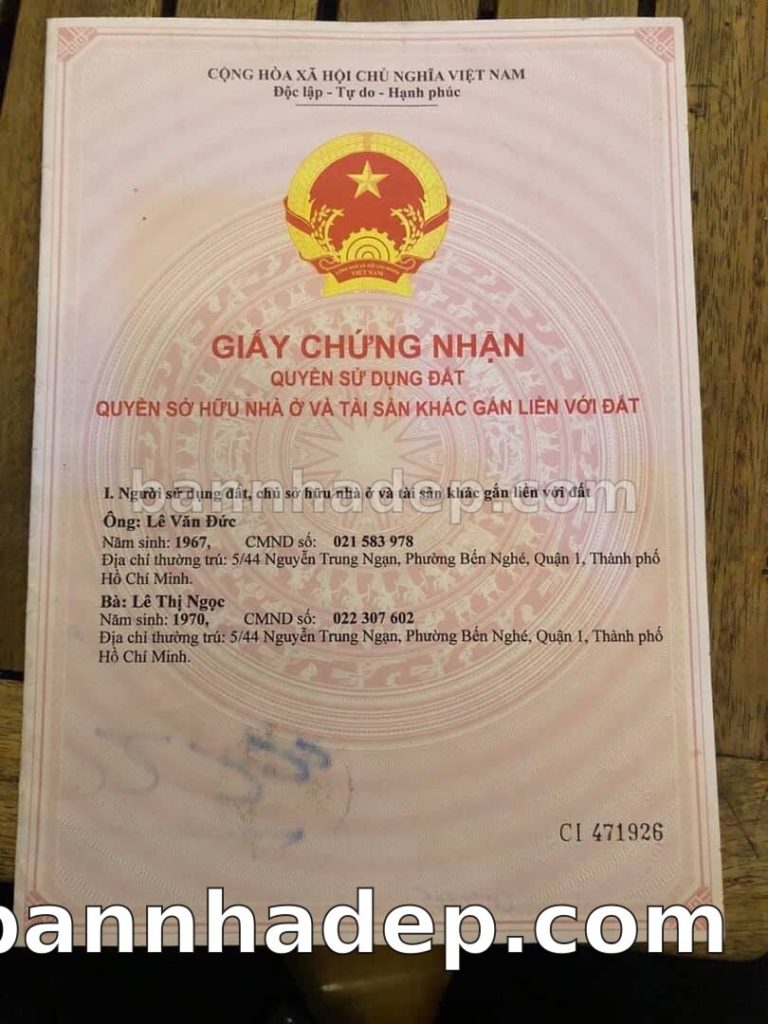 CỘNG HÒA XÃ HỘI CHỦ NGHĨA VIỆT NAM
Độc lập - Tự do - Hạnh phúc
VIỆT NAM
GIẤY CHỨNG NHẬN
QUYỀN SỬ DỤNG ĐẤT
QUYỀN SỞ HỮU NHÀ Ở VÀ TÀI SẢN KHÁC GẮN LIỀN VỚI ĐẤT
bannhadep.com
I. Người sử dụng đất, chủ sở hữu nhà ở và tài sản khác gắn liền với đất
Ông: Lê Văn Đức
Năm sinh: 1967, CMND số: 021 583 978
Địa chỉ thường trú: 5/44 Nguyễn Trung Ngạn, Phường Bến Nghé, Quận 1, Thành phố
Hồ Chí Minh.
Bà: Lê Thị Ngọc
Năm sinh: 1970, CMND số: 022 307 602
Địa chỉ thường trú: 5/44 Nguyễn Trung Ngạn, Phường Bến Nghé, Quận 1, Thành phố
Hồ Chí Minh.
CI 471926
bannhadep.com